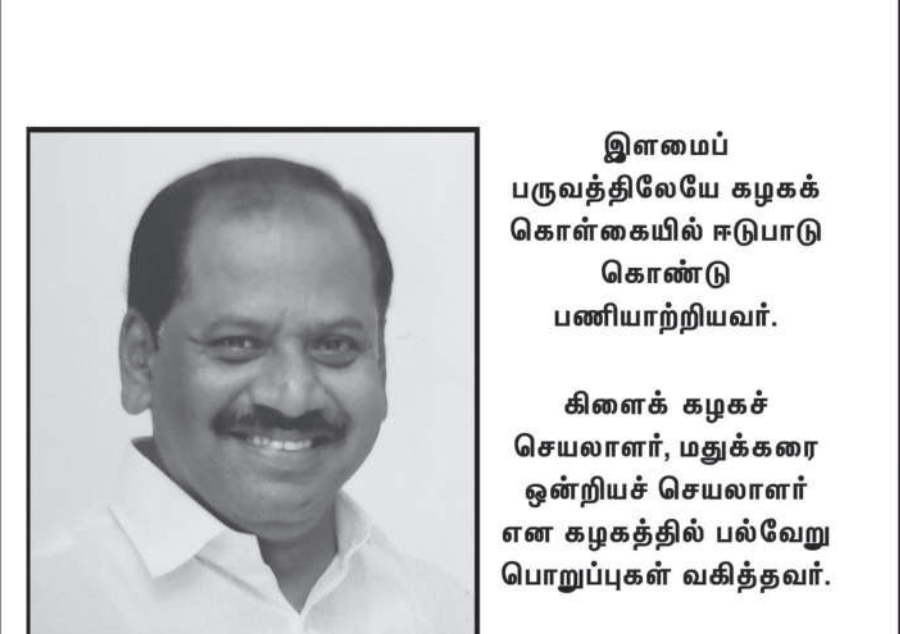 இளமைப்
பருவத்திலேயே கழகக்
கொள்கையில் ஈடுபாடு
கொண்டு
பணியாற்றியவர்.
கிளைக் கழகச்
செயலாளர், மதுக்கரை
ஒன்றியச் செயலாளர்
என கழகத்தில் பல்வேறு
பொறுப்புகள் வகித்தவர்.